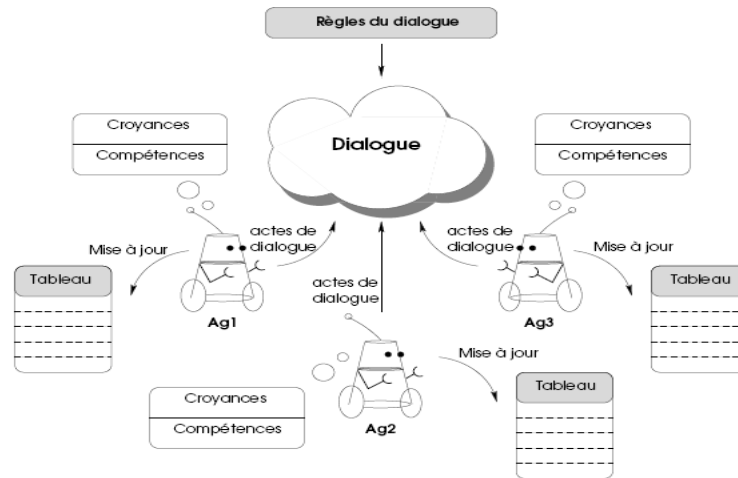 Règles du dialogue
Dialogue
Croyances
Compétences
Croyances
Compétences
actes de
dialogue
actes de
dialogue
Mise à jour
Mise à jour
Tableau
Tableau
Ag1
Ag3
actes de
dialogue
Mise à jour
Tableau
Croyances
Compétences
Ag2